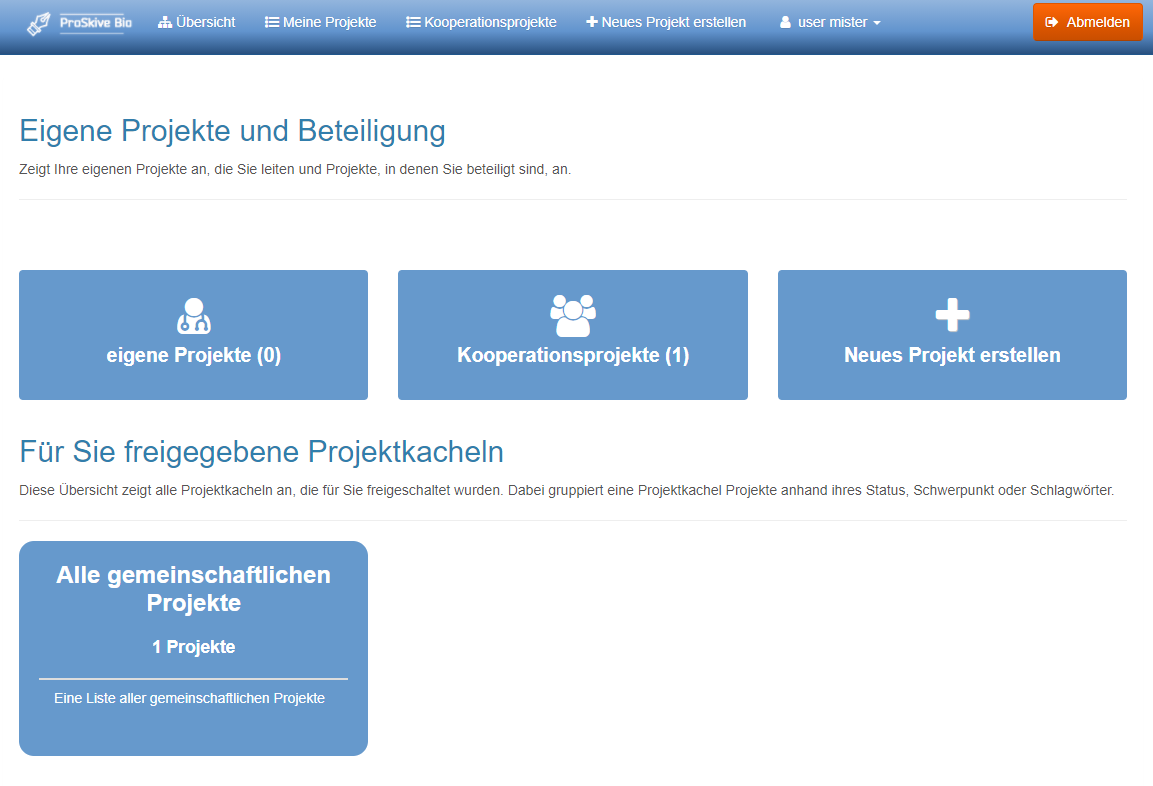 ProSkive Bio Übersicht Meine Projekte Kooperationsprojekte Neues Projekt erstellen user mister Abmelden
Eigene Projekte und Beteiligung
Zeigt Ihre eigenen Projekte an, die Sie leiten und Projekte, in denen Sie beteiligt sind, an.
eigene Projekte (0)
Kooperationsprojekte (1)
Neues Projekt erstellen
Für Sie freigegebene Projektkacheln
Diese Übersicht zeigt alle Projektkacheln an, die für Sie freigeschaltet wurden. Dabei gruppiert eine Projektkachel Projekte anhand ihres Status, Schwerpunkt oder Schlagwörter.
Alle gemeinschaftlichen
Projekte
1 Projekte
Eine Liste aller gemeinschaftlichen Projekte